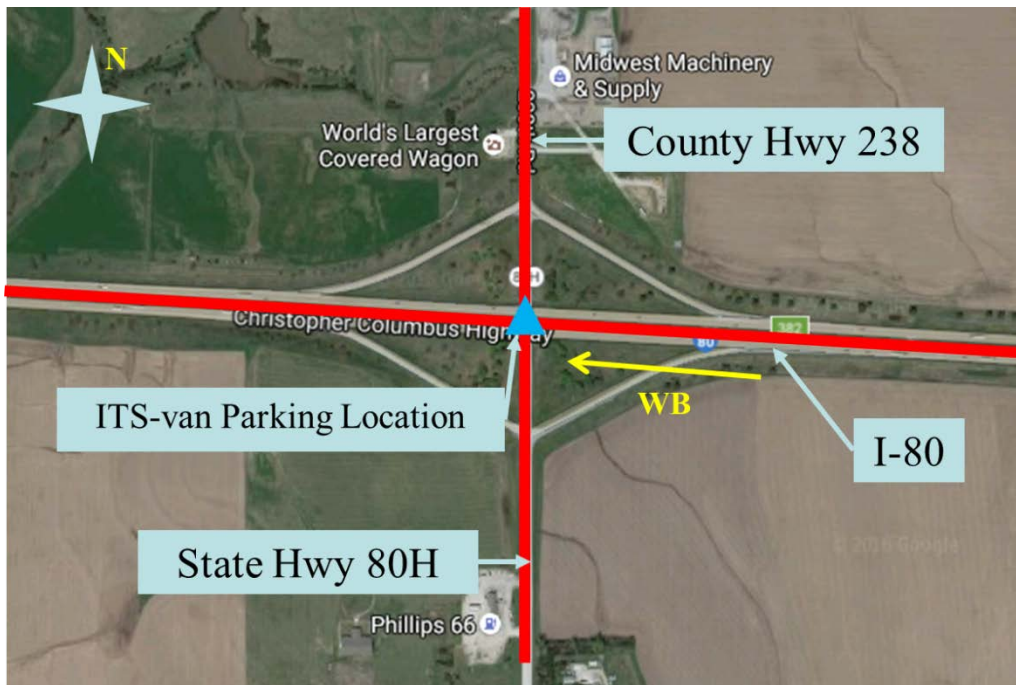 N
Midwest Machinery
& Supply
World's Largest
Covered Wagon
County Hwy 238
Christopher Columbus Highway
382
80
WB
ITS-van Parking Location
I-80
State Hwy 80H
© 2016 Google
Phillips 66